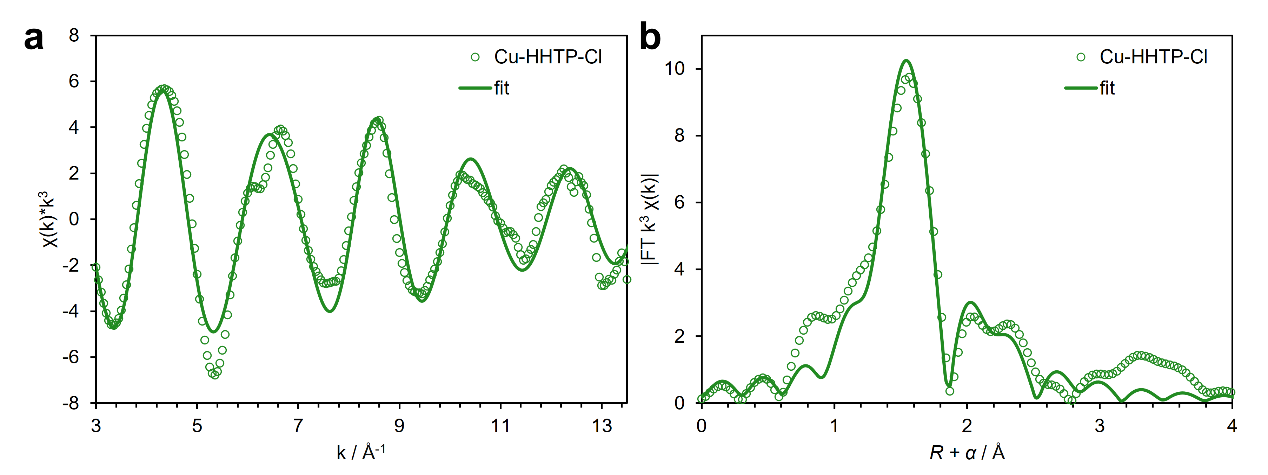 a
8
6
4
2
0
-2
-4
-6
-8
3
5
7
9
11
13
χ(k)*k³
k / Å⁻¹
Cu-HHTP-Cl
fit
b
10
8
6
4
2
0
0
1
2
3
4
|FT k³ χ(k)|
R + α / Å
Cu-HHTP-Cl
fit